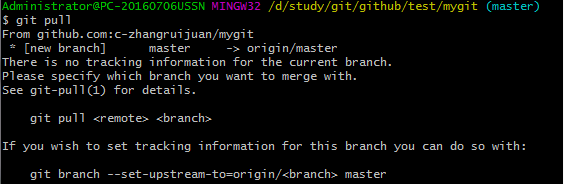 Administrator@PC-20160706USSN MINGW32 /d/study/git/github/test/mygit (master)
$ git pull
From github.com:c-zhangruijuan/mygit
 * [new branch]      master     -> origin/master
There is no tracking information for the current branch.
Please specify which branch you want to merge with.
See git-pull(1) for details.

    git pull <remote> <branch>

If you wish to set tracking information for this branch you can do so with:

    git branch --set-upstream-to=origin/<branch> master